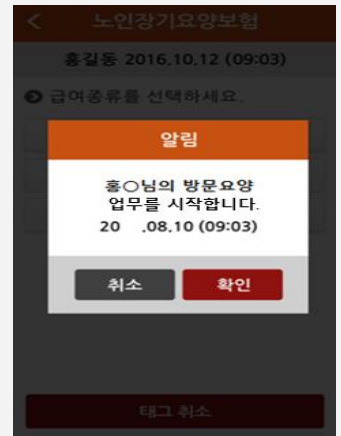 < 노인장기요양보험
홍길동 2016.10.12 (09:03)
급여종류를 선택하세요.
알림
홍○님의 방문요양
업무를 시작합니다.
20 .08.10 (09:03)
취소 확인
태그 취소